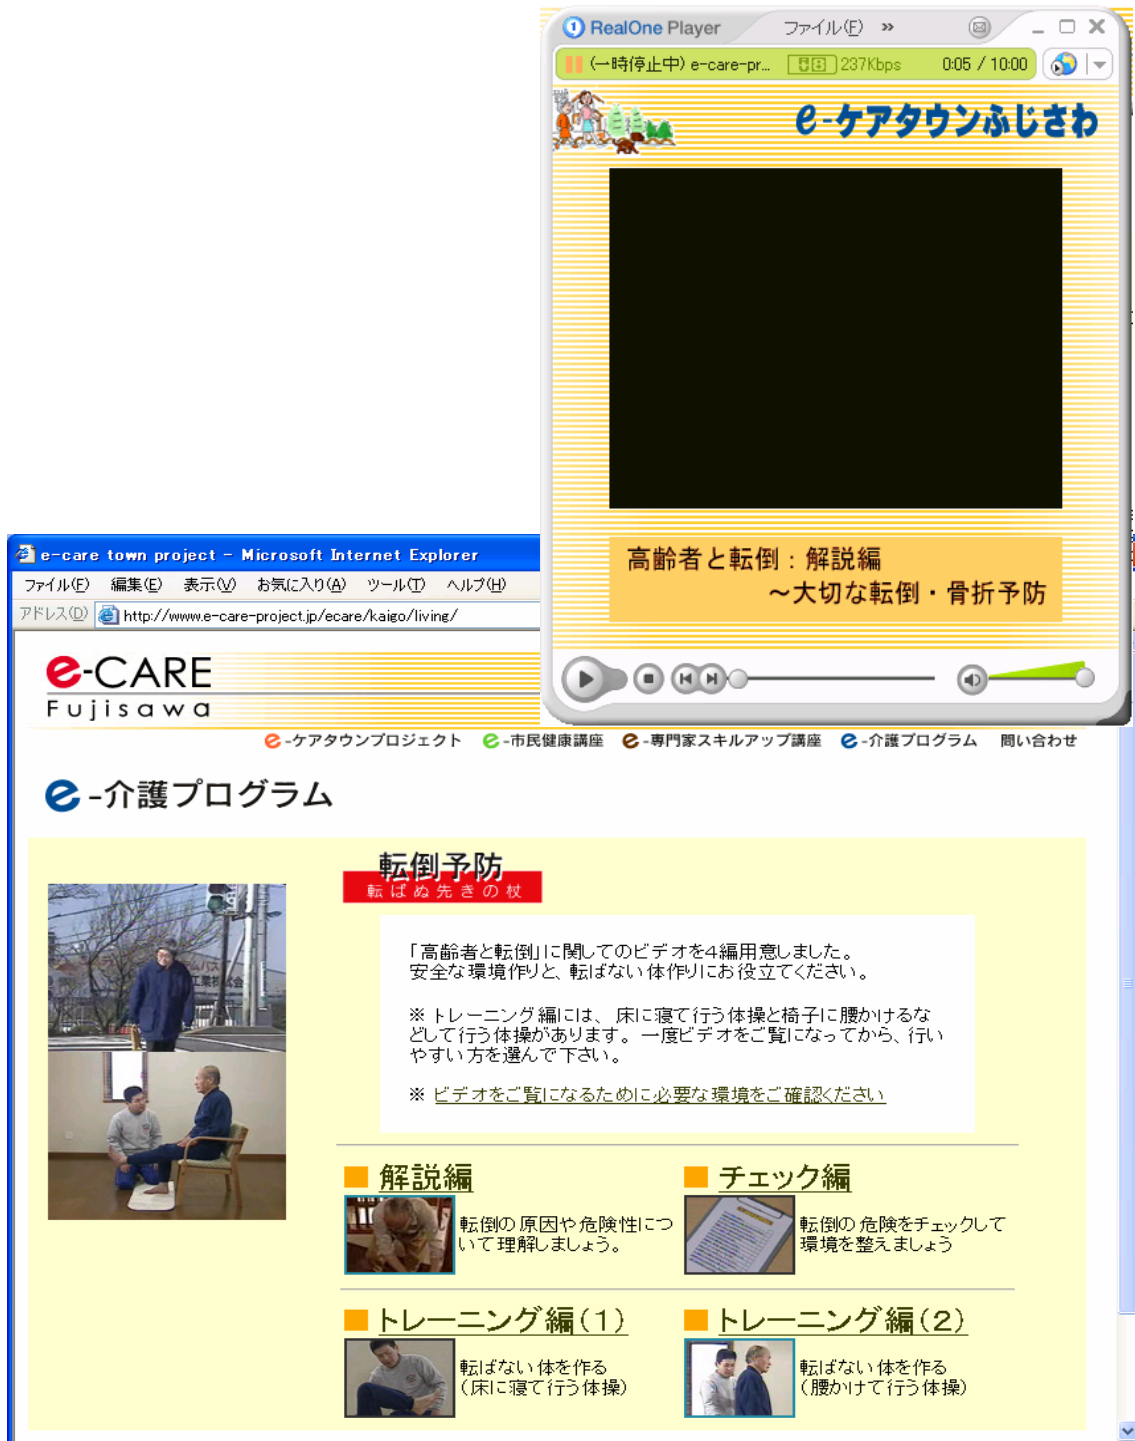 RealOne Player ファイル(F) »
(一時停止中) e-care-pr... 237Kbps 0:05 / 10:00
e-ケアタウンふじさわ
高齢者と転倒：解説編
～大切な転倒・骨折予防
e-care town project - Microsoft Internet Explorer
ファイル(F) 編集(E) 表示(V) お気に入り(A) ツール(T) ヘルプ(H)
アドレス(D) http://www.e-care-project.jp/ecare/kaigo/living/
e-CARE
Fujisawa
e-ケアタウンプロジェクト e-市民健康講座 e-専門家スキルアップ講座 e-介護プログラム 問い合わせ
e-介護プログラム
転倒予防
転ばぬ先きの杖
「高齢者と転倒」に関してのビデオを4編用意しました。
安全な環境作りと、転ばない体作りにお役立てください。
※ トレーニング編には、床に寝て行う体操と椅子に腰かけるな
どして行う体操があります。一度ビデオをご覧になってから、行い
やすい方を選んで下さい。
※ ビデオをご覧になるために必要な環境をご確認ください
■ 解説編
転倒の原因や危険性につ
いて理解しましょう。
■ チェック編
転倒の危険をチェックして
環境を整えましょう
■ トレーニング編(1)
転ばない体を作る
(床に寝て行う体操)
■ トレーニング編(2)
転ばない体を作る
(腰かけて行う体操)